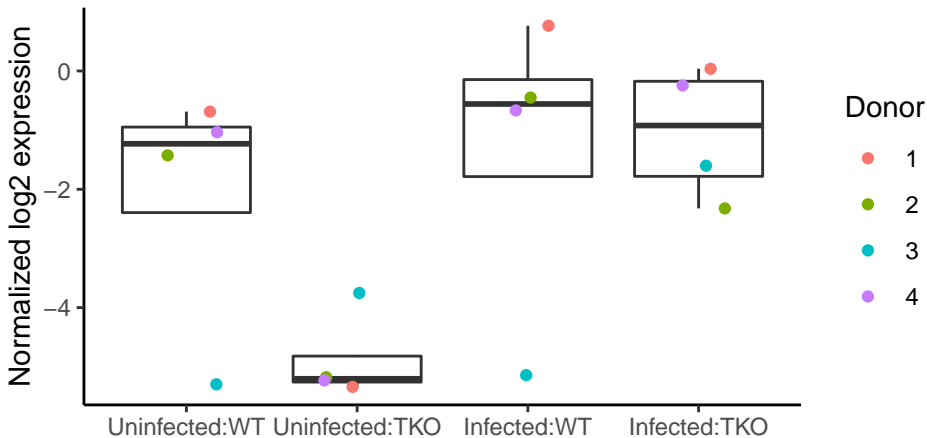 Normalized log2 expression
0
−2
−4
Uninfected:WT
Uninfected:TKO
Infected:WT
Infected:TKO
Donor
1
2
3
4